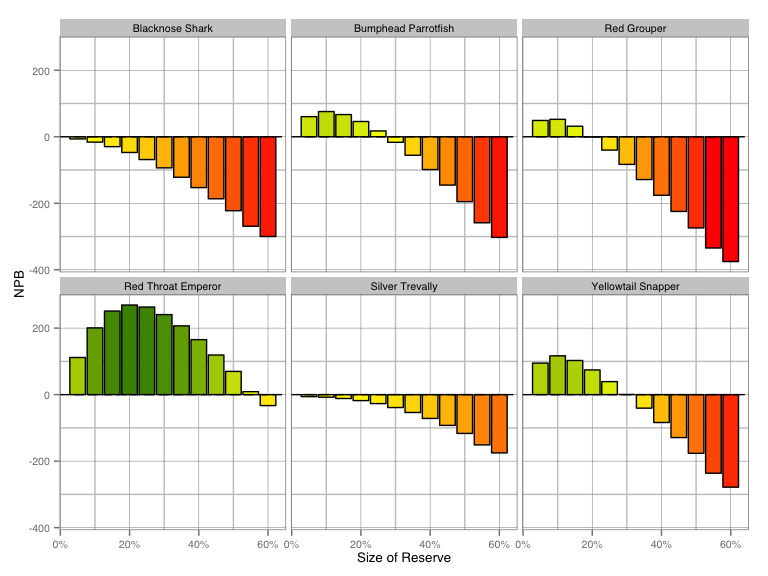 Blacknose Shark Bumphead Parrotfish Red Grouper
200
0
-200
-400
NPB
Red Throat Emperor Silver Trevally Yellowtail Snapper
200
0
-200
-400
0% 20% 40% 60% 0% 20% 40% 60% 0% 20% 40% 60%
Size of Reserve